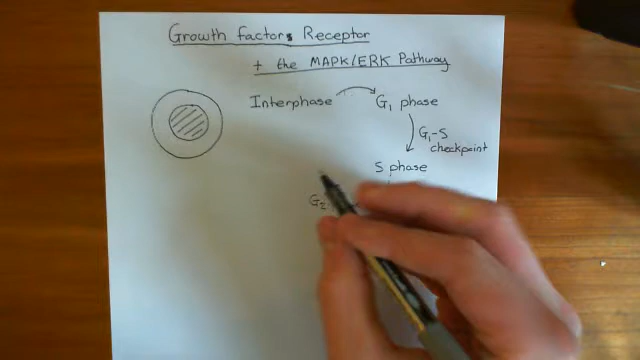 Growth factors Receptor
+ the MAPK/ERK Pathway
Interphase G₁ phase
G₁-S
checkpoint
S phase
G₂